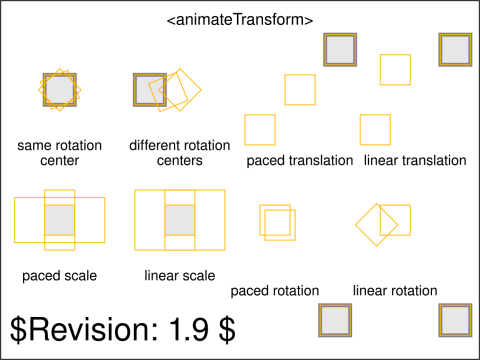 <animateTransform>
same rotation
center
different rotation
centers
paced translation
linear translation
paced scale
linear scale
paced rotation
linear rotation
$Revision: 1.9 $